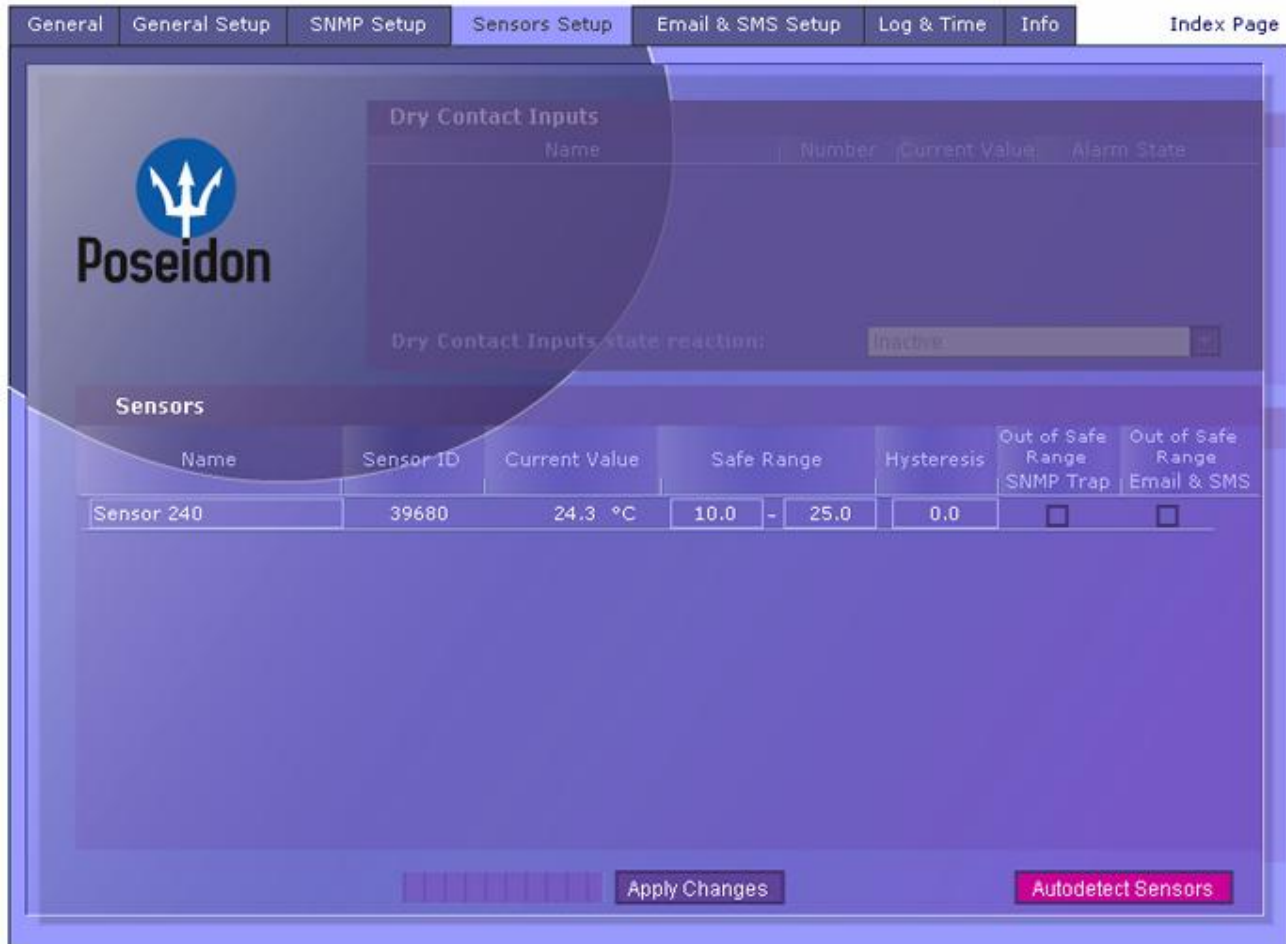 General General Setup SNMP Setup Sensors Setup Email & SMS Setup Log & Time Info Index Page
Poseidon
Dry Contact Inputs
Name Number Current Value Alarm State
Dry Contact Inputs state reaction: Inactive
Sensors
Name Sensor ID Current Value Safe Range Hysteresis Out of Safe Range SNMP Trap Out of Safe Range Email & SMS
Sensor 240 39680 24.3 °C 10.0 - 25.0 0.0
Apply Changes Autodetect Sensors